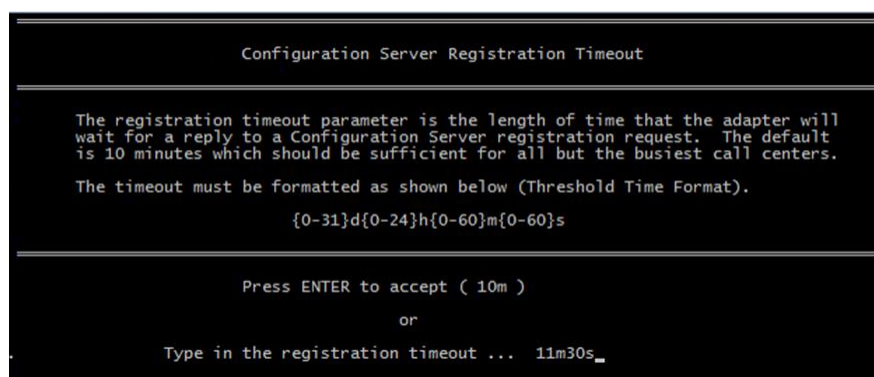 Configuration Server Registration Timeout
The registration timeout parameter is the length of time that the adapter will
wait for a reply to a Configuration Server registration request.  The default
is 10 minutes which should be sufficient for all but the busiest call centers.
The timeout must be formatted as shown below (Threshold Time Format).
{0-31}d{0-24}h{0-60}m{0-60}s
Press ENTER to accept ( 10m )
or
Type in the registration timeout ...  11m30s_